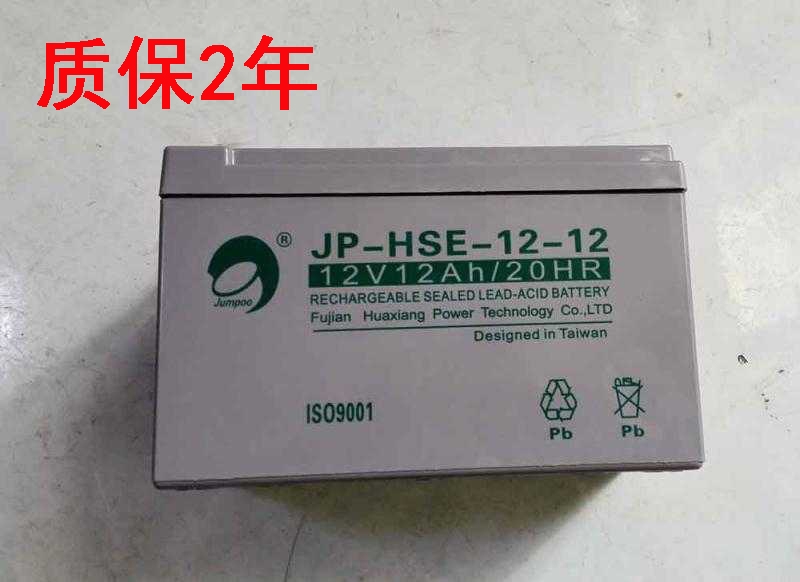 质保2年
JP-HSE-12-12
12V12Ah/20HR
RECHARGEABLE SEALED LEAD-ACID BATTERY
Fujian Huaxiang Power Technology Co.,LTD
Designed in Taiwan
®
Jumpoo
ISO9001
Pb
Pb